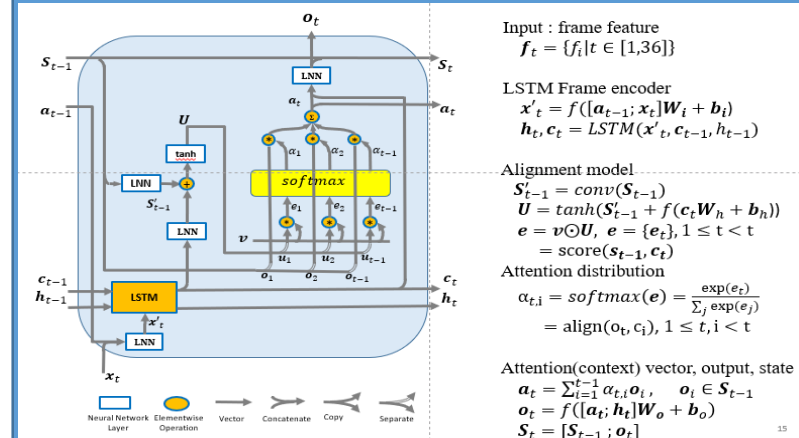 o_t
S_{t-1}
S_t
LNN
a_{t-1}
a_t
a_t
U
Σ
* * *
tanh
α_1 α_2 α_{t-1}
LNN
+
softmax
S'_{t-1}
e_1 e_2 e_{t-1}
LNN
* * *
v
u_1 u_2 u_{t-1}
c_{t-1}
o_1 o_2 o_{t-1}
c_t
h_{t-1}
LSTM
h_t
x'_t
LNN
x_t
Neural Network Layer
Elementwise Operation
Vector
Concatenate
Copy
Separate
Input : frame feature
f_t = {f_i|t ∈ [1,36]}
LSTM Frame encoder
x'_t = f([a_{t-1}; x_t]W_i + b_i)
h_t, c_t = LSTM(x'_t, c_{t-1}, h_{t-1})
Alignment model
S'_{t-1} = conv(S_{t-1})
U = tanh(S'_{t-1} + f(c_tW_h + b_h))
e = v⊙U, e = {e_t}, 1 ≤ t < t
= score(s_{t-1}, c_t)
Attention distribution
α_{t,i} = softmax(e) = exp(e_t) / Σ_j exp(e_j)
= align(o_t, c_i), 1 ≤ t, i < t
Attention(context) vector, output, state
a_t = Σ_{i=1}^{t-1} α_{t,i} o_i, o_i ∈ S_{t-1}
o_t = f([a_t; h_t]W_o + b_o)
S_t = [S_{t-1} ; o_t]
15